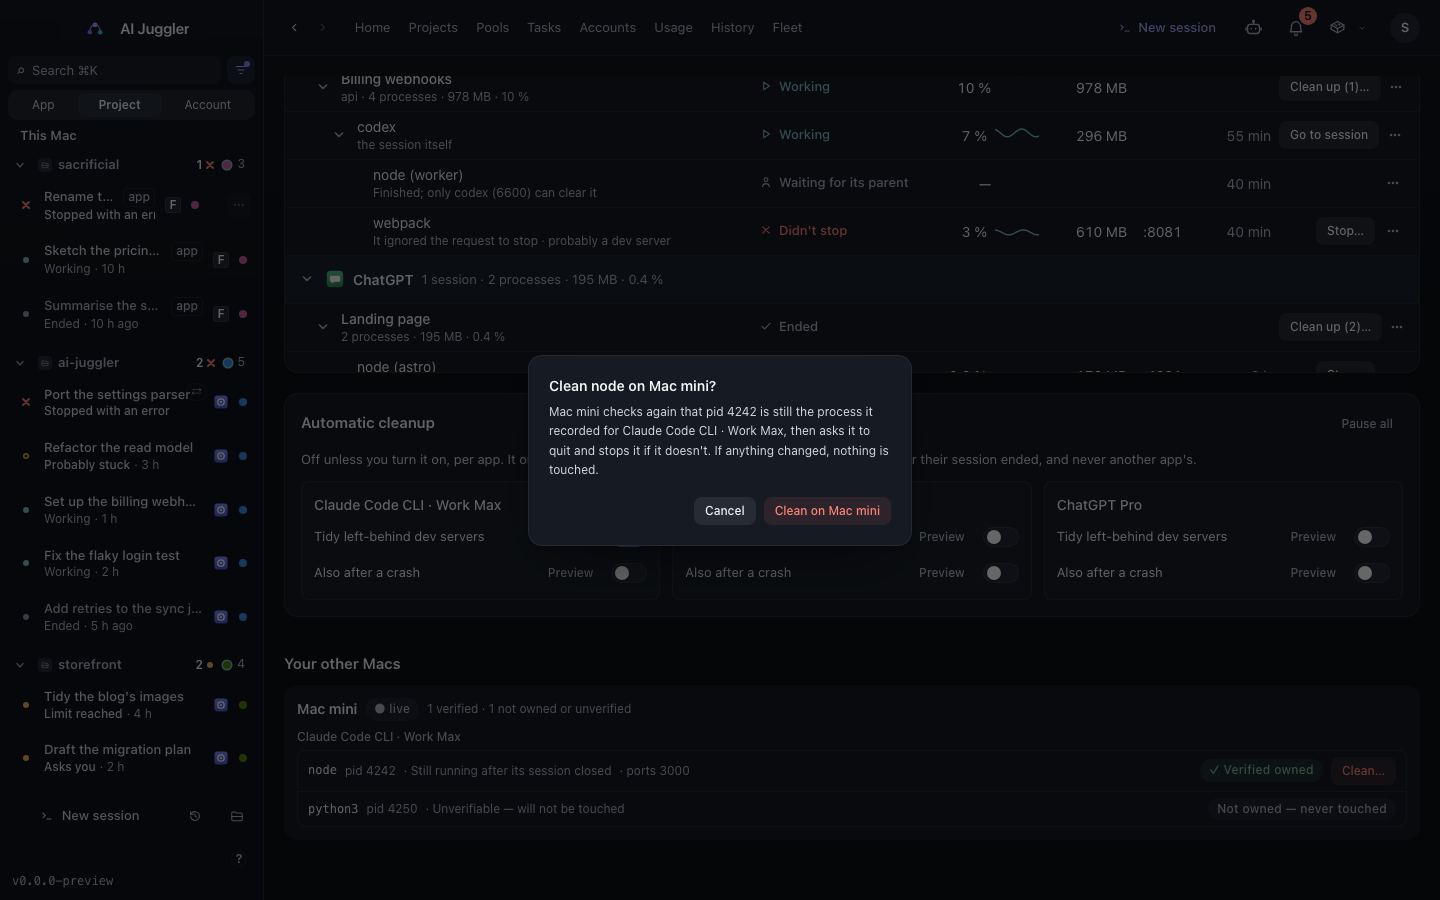 AI Juggler
Search ⌘K
App Project Account
This Mac
sacrificial 1 3
Rename t... app F
Stopped with an err
Sketch the pricin... app F
Working · 10 h
Summarise the s... app F
Ended · 10 h ago
ai-juggler 2 5
Port the settings parser
Stopped with an error
Refactor the read model
Probably stuck · 3 h
Set up the billing webh...
Working · 1 h
Fix the flaky login test
Working · 2 h
Add retries to the sync j...
Ended · 5 h ago
storefront 2 4
Tidy the blog's images
Limit reached · 4 h
Draft the migration plan
Asks you · 2 h
New session
?
v0.0.0-preview
Home Projects Pools Tasks Accounts Usage History Fleet New session 5 S
Billing webhooks Working 10 % 978 MB Clean up (1)...
api · 4 processes · 978 MB · 10 %
codex Working 7 % 296 MB 55 min Go to session
the session itself
node (worker) Waiting for its parent — 40 min
Finished; only codex (6600) can clear it
webpack Didn't stop 3 % 610 MB :8081 40 min Stop...
It ignored the request to stop · probably a dev server
ChatGPT 1 session · 2 processes · 195 MB · 0.4 %
Landing page Ended Clean up (2)...
2 processes · 195 MB · 0.4 %
node (astro)
Clean node on Mac mini?
Mac mini checks again that pid 4242 is still the process it
recorded for Claude Code CLI · Work Max, then asks it to
quit and stops it if it doesn't. If anything changed, nothing is
touched.
Cancel Clean on Mac mini
Automatic cleanup Pause all
Off unless you turn it on, per app. It o
r their session ended, and never another app's.
Claude Code CLI · Work Max
Tidy left-behind dev servers
Also after a crash Preview
Preview
Also after a crash Preview
ChatGPT Pro
Tidy left-behind dev servers Preview
Also after a crash Preview
Your other Macs
Mac mini live 1 verified · 1 not owned or unverified
Claude Code CLI · Work Max
node pid 4242 · Still running after its session closed · ports 3000 ✓ Verified owned Clean...
python3 pid 4250 · Unverifiable — will not be touched Not owned — never touched